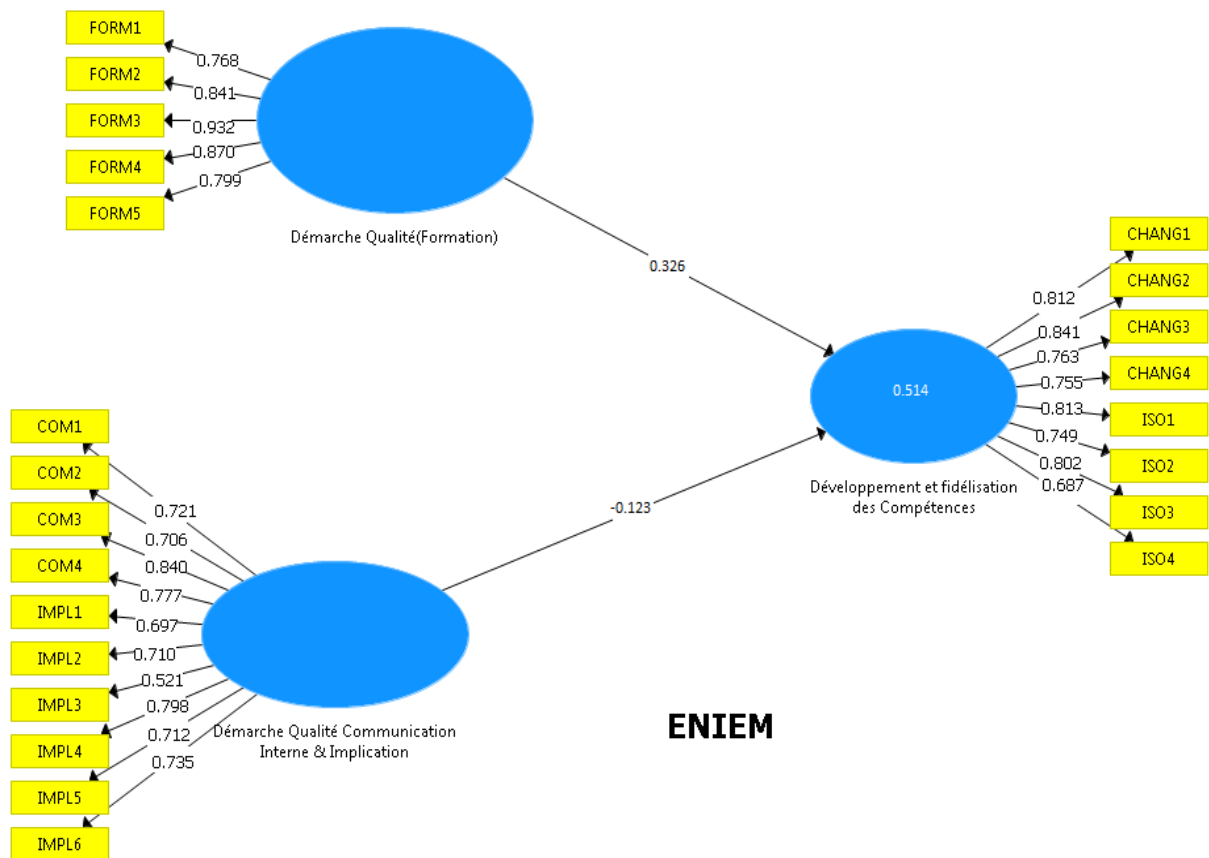 FORM1
FORM2
FORM3
FORM4
FORM5
0.768
0.841
0.932
0.870
0.799
Démarche Qualité(Formation)
0.326
CHANG1
CHANG2
CHANG3
CHANG4
ISO1
ISO2
ISO3
ISO4
0.812
0.841
0.763
0.755
0.813
0.749
0.802
0.687
0.514
Développement et fidélisation
des Compétences
-0.123
COM1
COM2
COM3
COM4
IMPL1
IMPL2
IMPL3
IMPL4
IMPL5
IMPL6
0.721
0.706
0.840
0.777
0.697
0.710
0.521
0.798
0.712
0.735
Démarche Qualité Communication
Interne & Implication
ENIEM